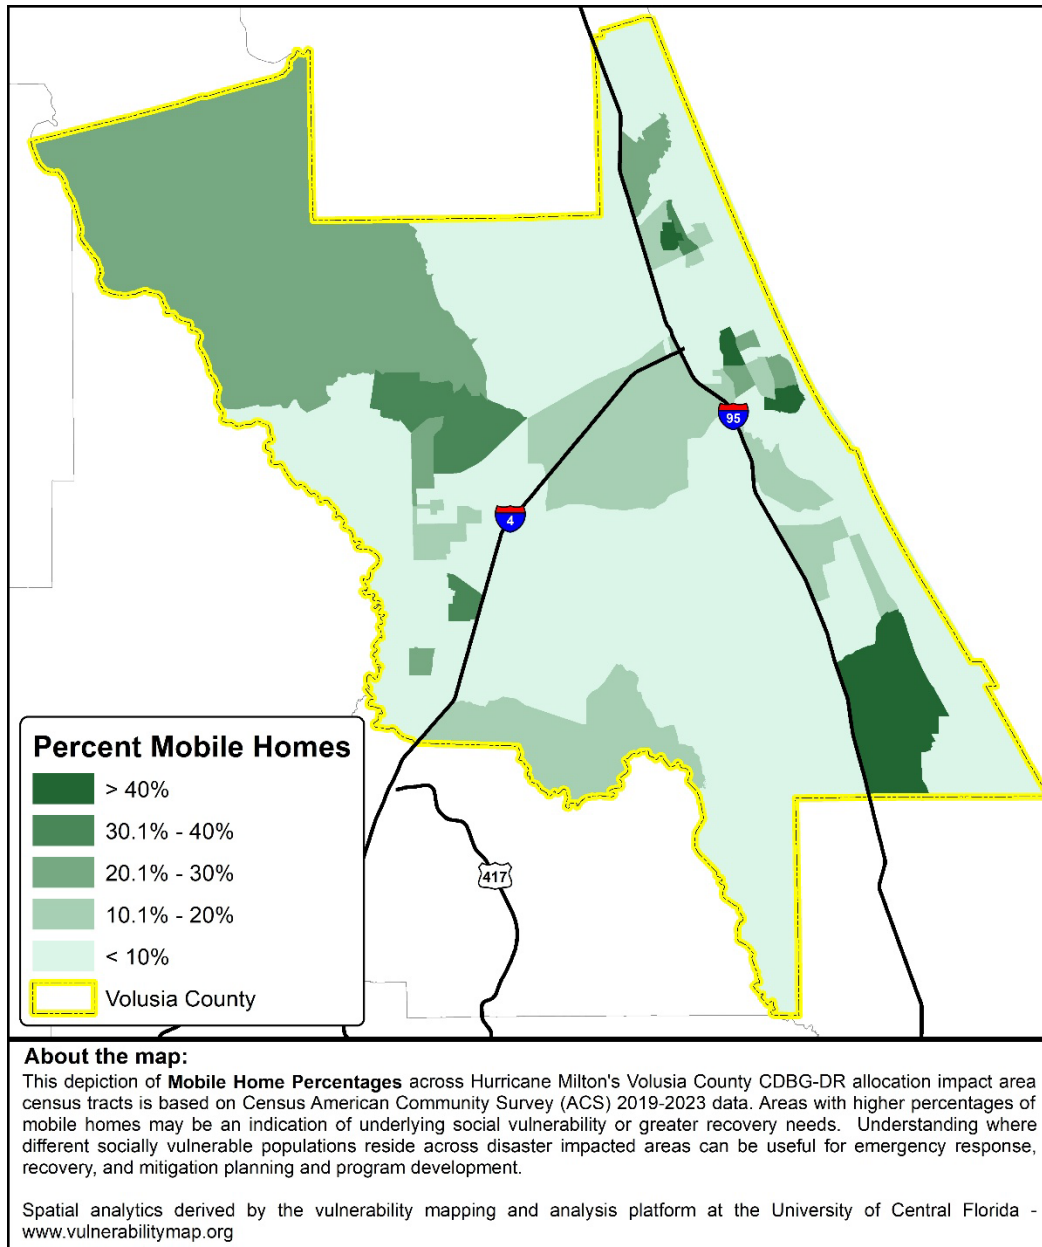 95
4
417
Percent Mobile Homes
> 40%
30.1% - 40%
20.1% - 30%
10.1% - 20%
< 10%
Volusia County
About the map:
This depiction of Mobile Home Percentages across Hurricane Milton's Volusia County CDBG-DR allocation impact area
census tracts is based on Census American Community Survey (ACS) 2019-2023 data. Areas with higher percentages of
mobile homes may be an indication of underlying social vulnerability or greater recovery needs. Understanding where
different socially vulnerable populations reside across disaster impacted areas can be useful for emergency response,
recovery, and mitigation planning and program development.
Spatial analytics derived by the vulnerability mapping and analysis platform at the University of Central Florida -
www.vulnerabilitymap.org